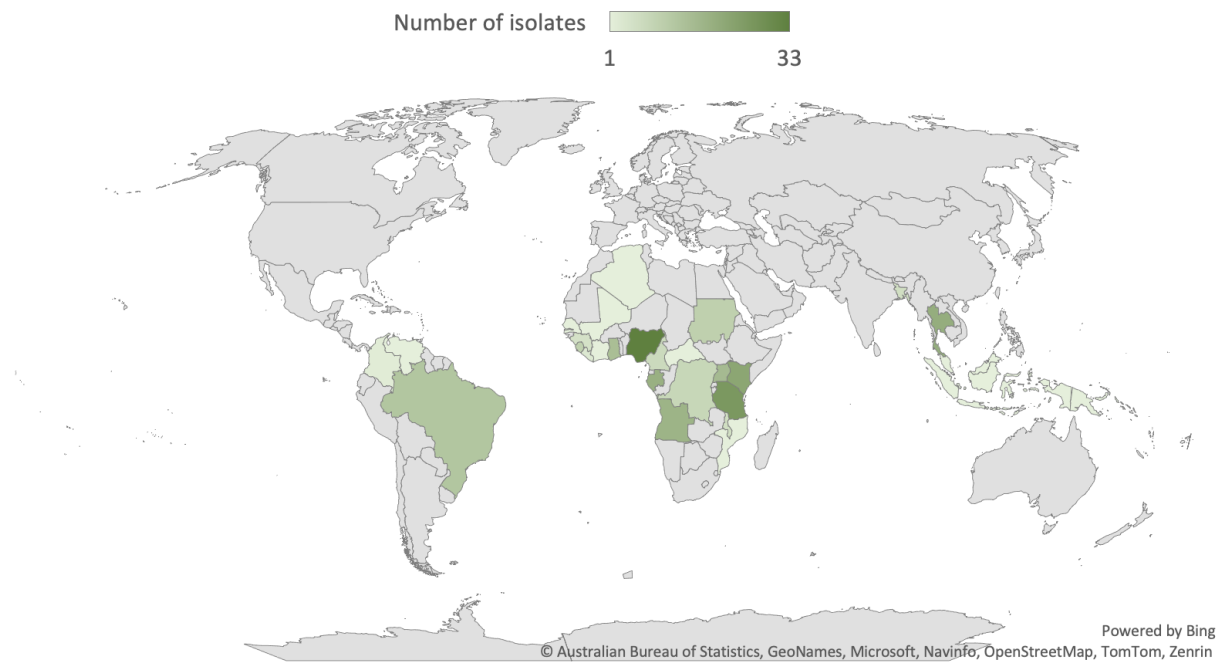 Number of isolates
1 33
Powered by Bing
© Australian Bureau of Statistics, GeoNames, Microsoft, Navinfo, OpenStreetMap, TomTom, Zenrin